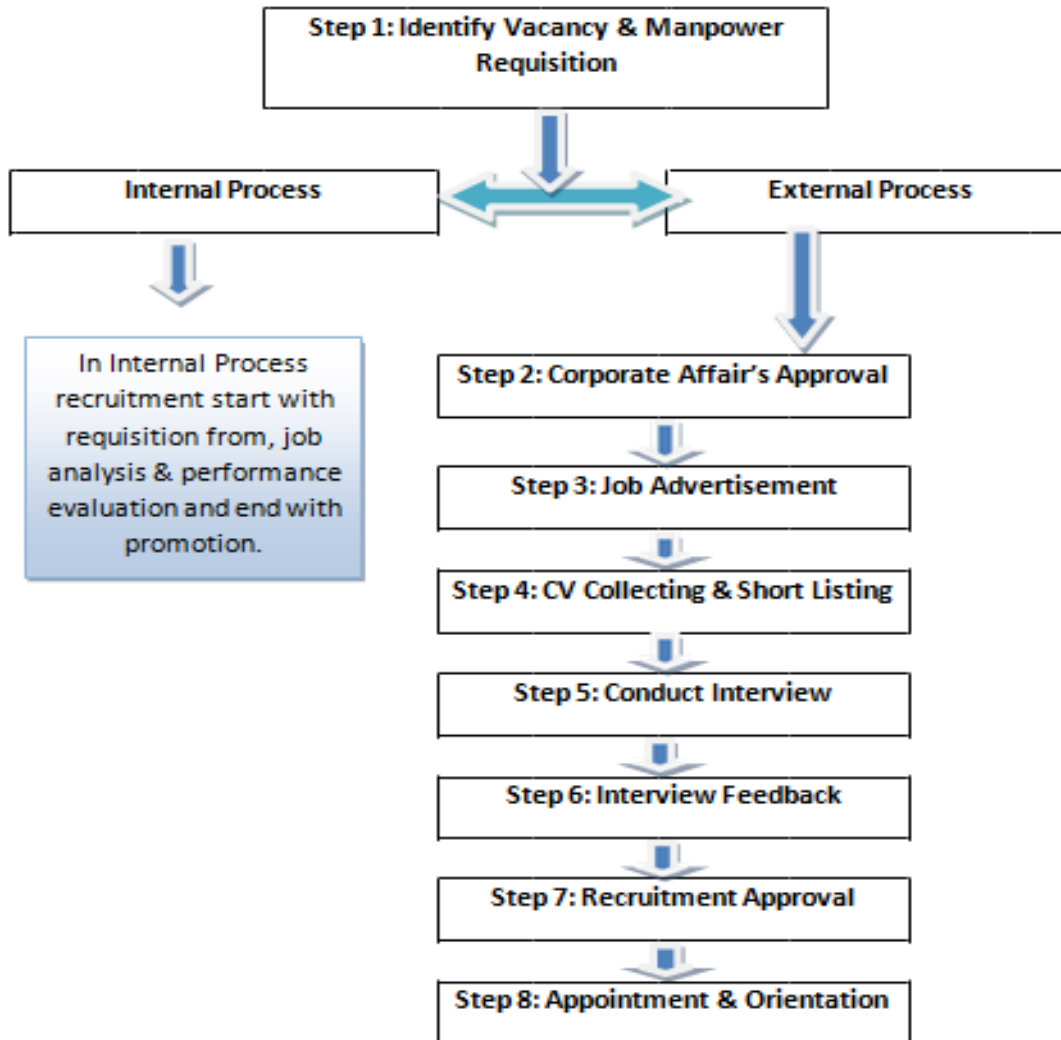 Step 1: Identify Vacancy & Manpower
Requisition
Internal Process
External Process
In Internal Process
recruitment start with
requisition from, job
analysis & performance
evaluation and end with
promotion.
Step 2: Corporate Affair’s Approval
Step 3: Job Advertisement
Step 4: CV Collecting & Short Listing
Step 5: Conduct Interview
Step 6: Interview Feedback
Step 7: Recruitment Approval
Step 8: Appointment & Orientation